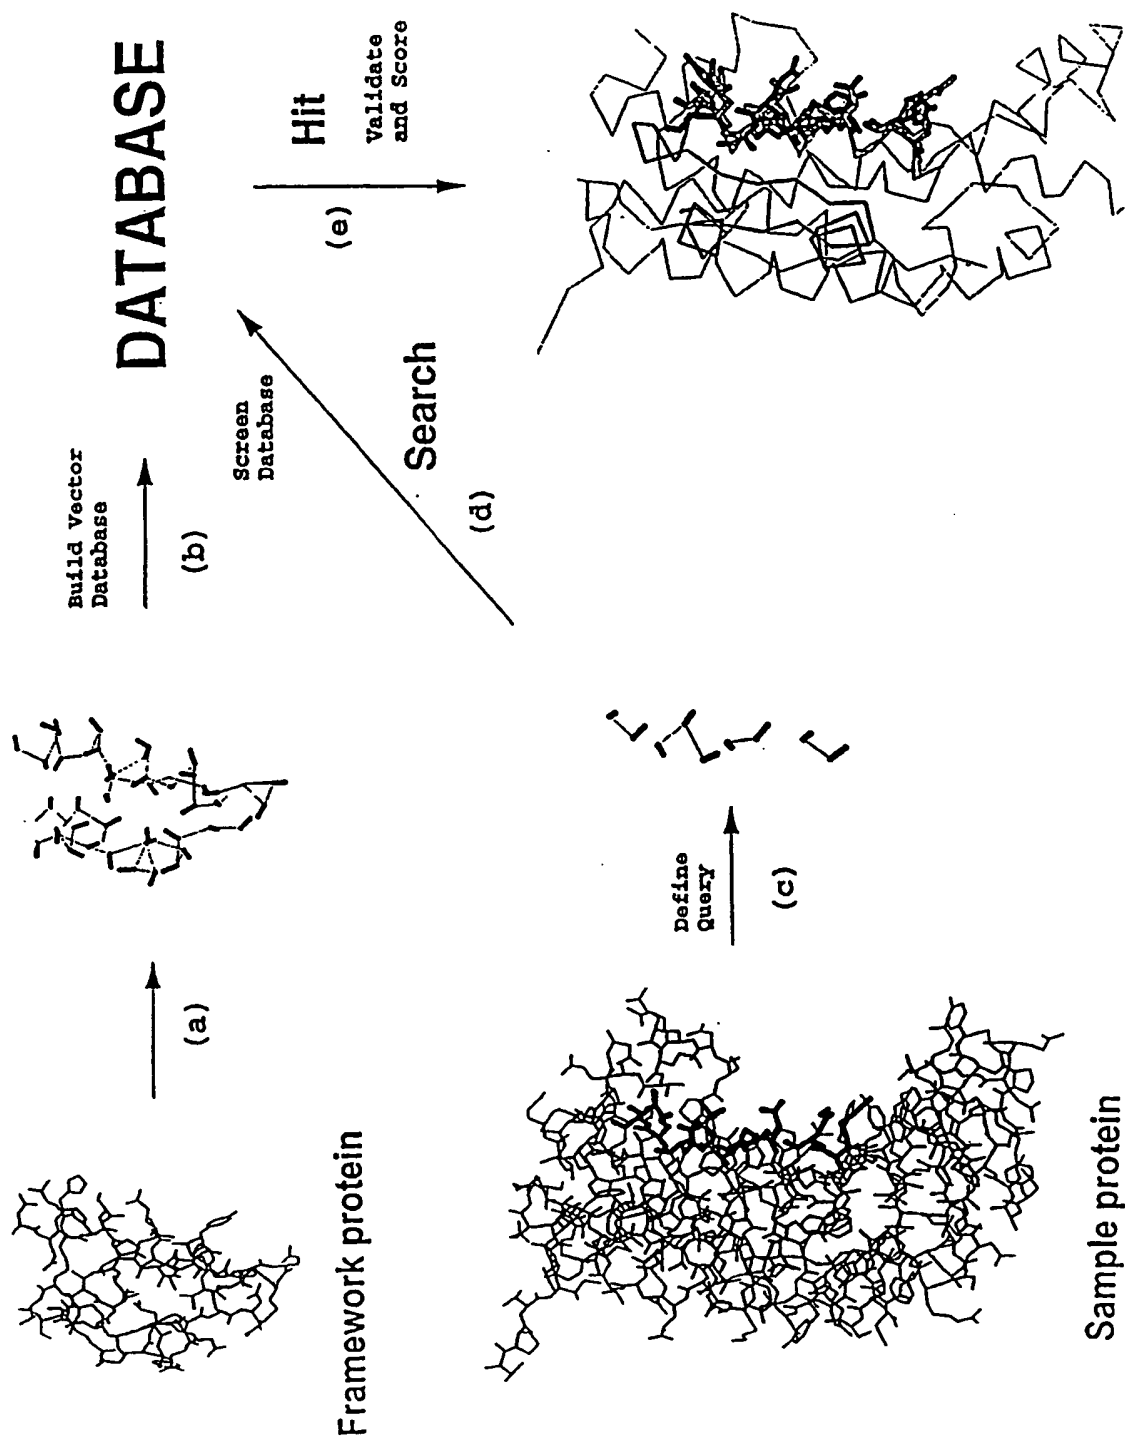 Framework protein
(a)
Build Vector
Database
(b)
DATABASE
Screen
Database
Search
(d)
(e)
Hit
Validate
and Score
Define
Query
(c)
Sample protein